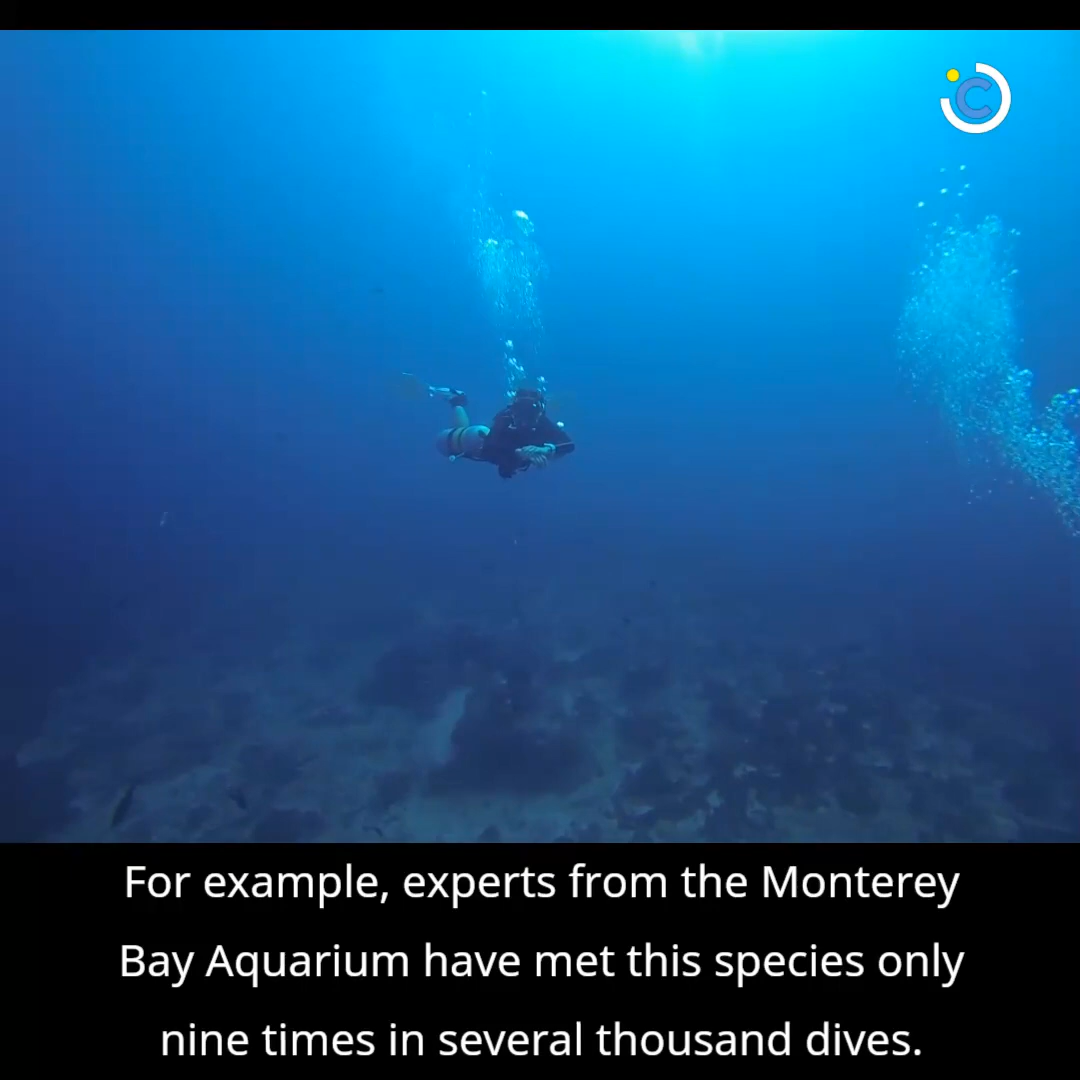 C
For example, experts from the Monterey
Bay Aquarium have met this species only
nine times in several thousand dives.